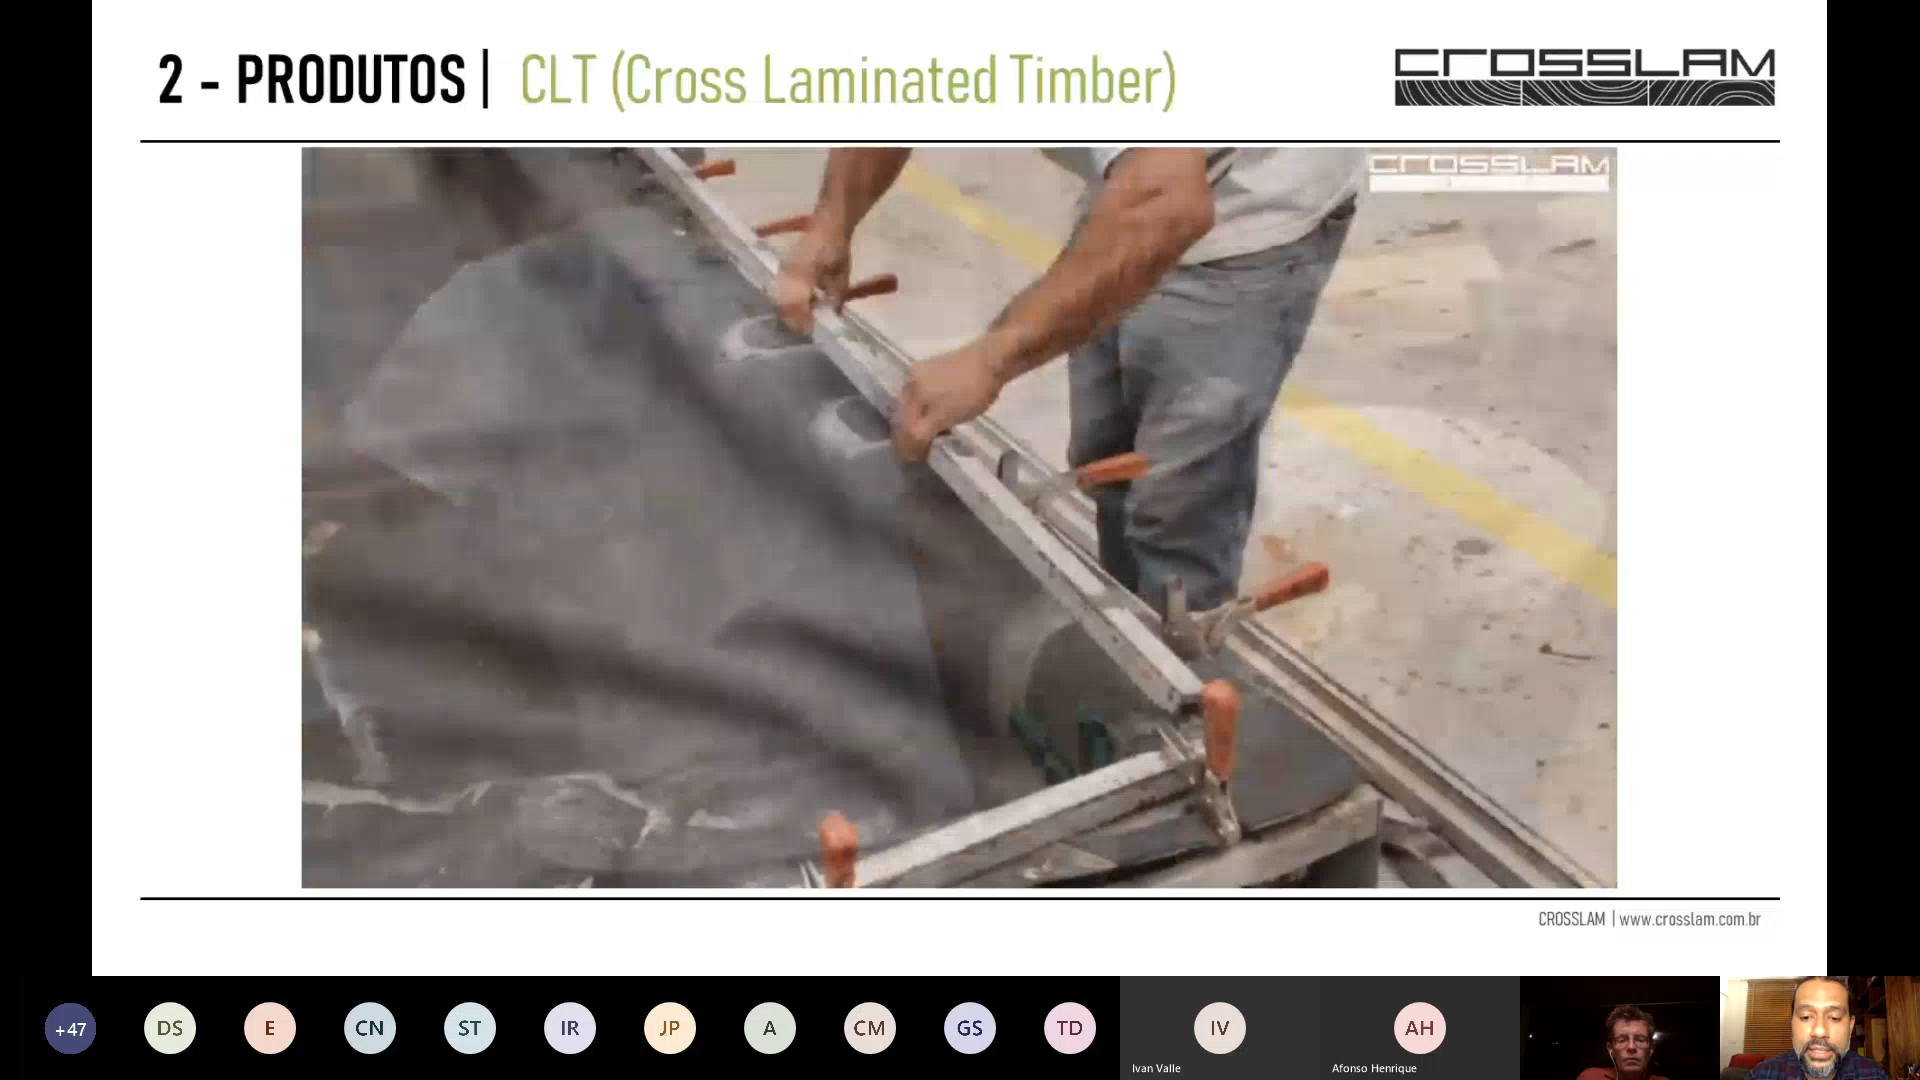 2 - PRODUTOS | CLT (Cross Laminated Timber)
CROSSLAM
CROSSLAM
CROSSLAM | www.crosslam.com.br
+47
DS
E
CN
ST
IR
JP
A
CM
GS
TD
IV
AH
Ivan Valle
Afonso Henrique